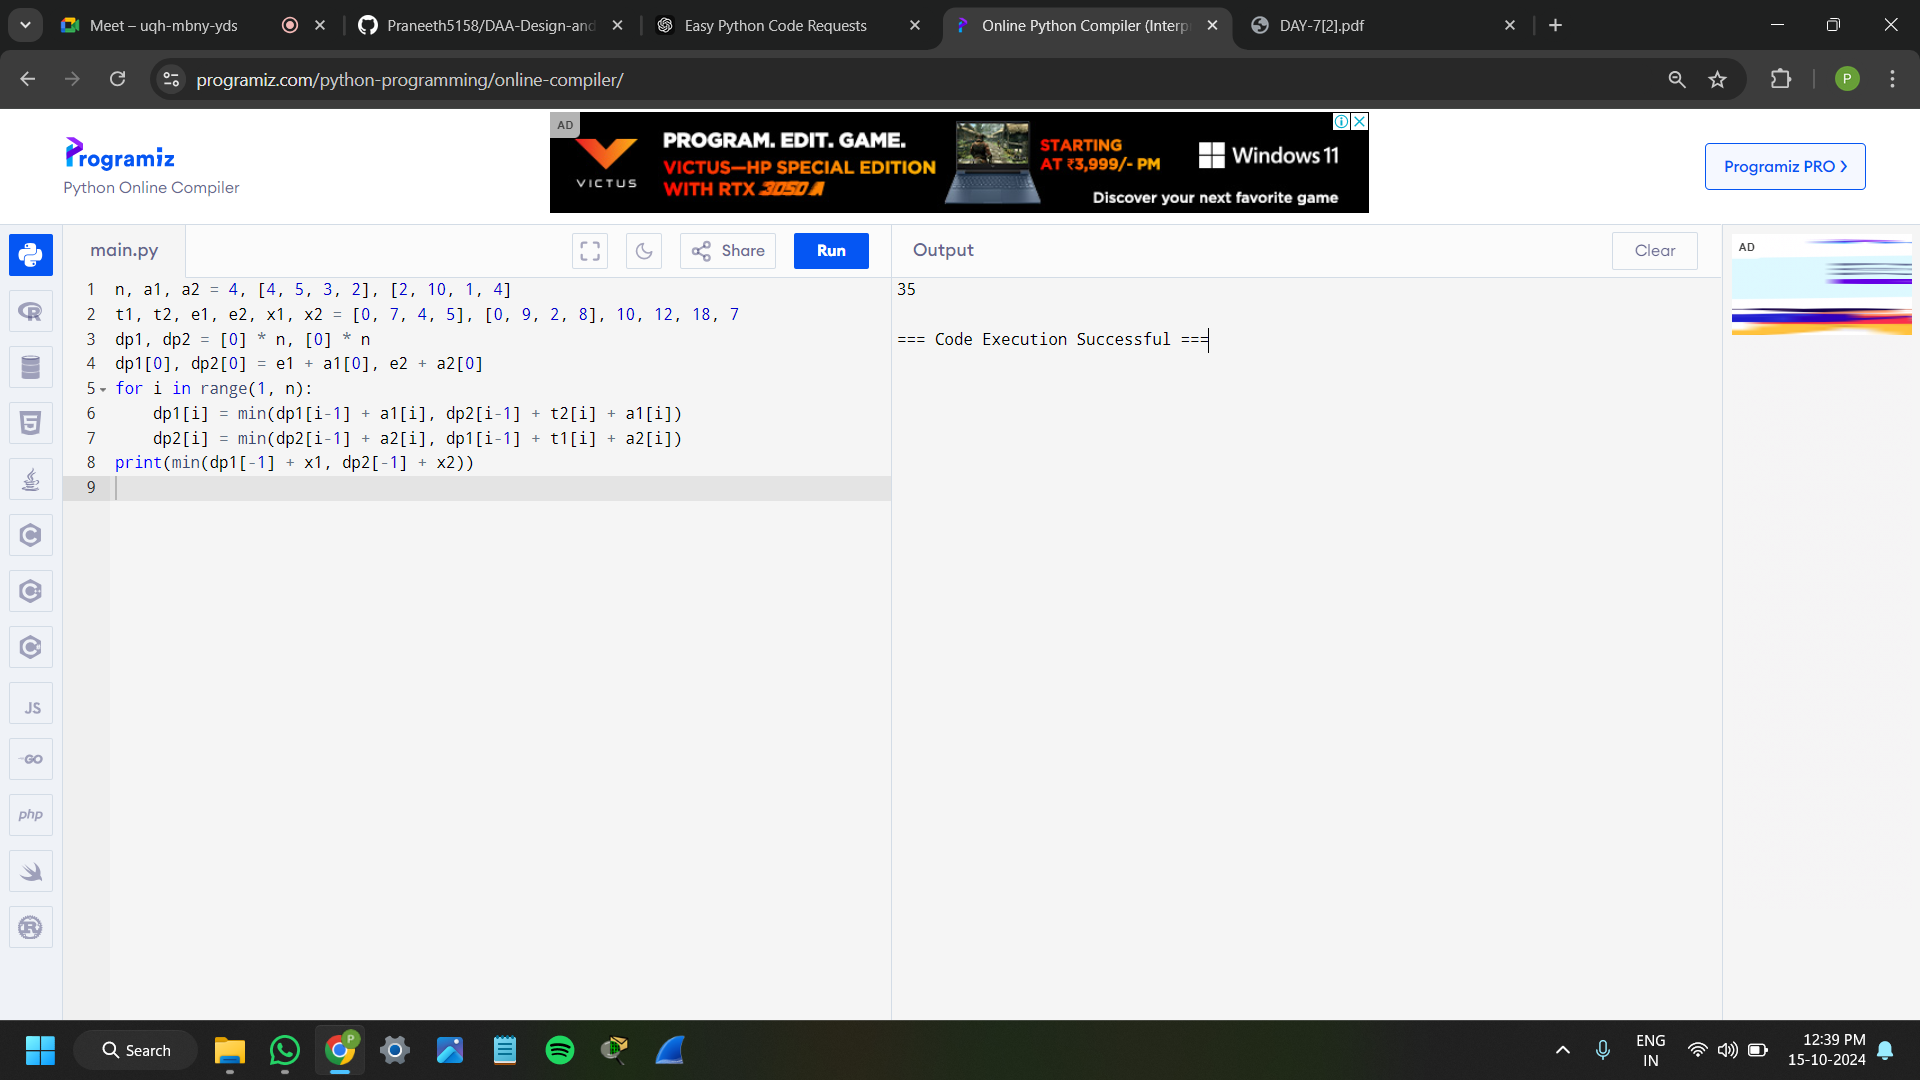 Meet – uqh-mbny-yds
Praneeth5158/DAA-Design-and
Easy Python Code Requests
Online Python Compiler (Interp
DAY-7[2].pdf
programiz.com/python-programming/online-compiler/
P
Programiz
Python Online Compiler
AD
VICTUS
PROGRAM. EDIT. GAME.
VICTUS—HP SPECIAL EDITION
WITH RTX 3050 A
STARTING
AT ₹3,999/- PM
Windows 11
Discover your next favorite game
Programiz PRO
main.py
Share
Run
Output
Clear
AD
1 n, a1, a2 = 4, [4, 5, 3, 2], [2, 10, 1, 4]
2 t1, t2, e1, e2, x1, x2 = [0, 7, 4, 5], [0, 9, 2, 8], 10, 12, 18, 7
3 dp1, dp2 = [0] * n, [0] * n
4 dp1[0], dp2[0] = e1 + a1[0], e2 + a2[0]
5 for i in range(1, n):
6     dp1[i] = min(dp1[i-1] + a1[i], dp2[i-1] + t2[i] + a1[i])
7     dp2[i] = min(dp2[i-1] + a2[i], dp1[i-1] + t1[i] + a2[i])
8 print(min(dp1[-1] + x1, dp2[-1] + x2))
9
35
=== Code Execution Successful ===
JS
GO
php
Search
P
ENG
IN
12:39 PM
15-10-2024